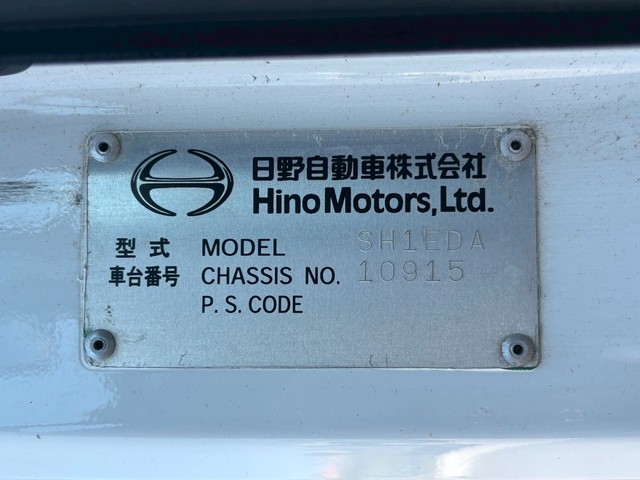 日野自動車株式会社
Hino Motors, Ltd.
型式 MODEL SH1EDA
車台番号 CHASSIS NO. 10915
P. S. CODE